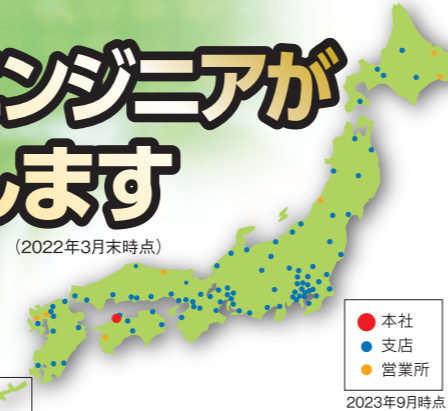 ンジニアが
します
（2022年3月末時点）
本社
支店
営業所
2023年9月時点